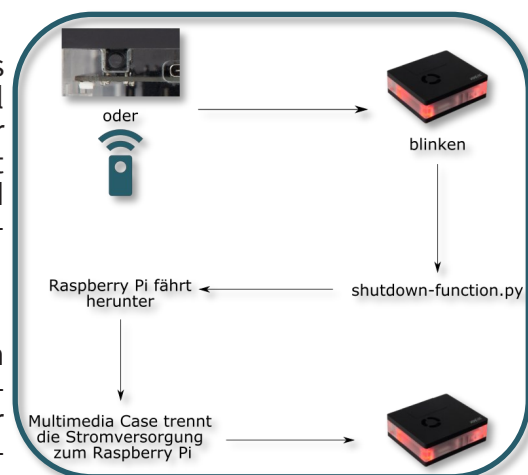 oder
blinken
Raspberry Pi fährt
herunter
shutdown-function.py
Multimedia Case trennt
die Stromversorgung
zum Raspberry Pi